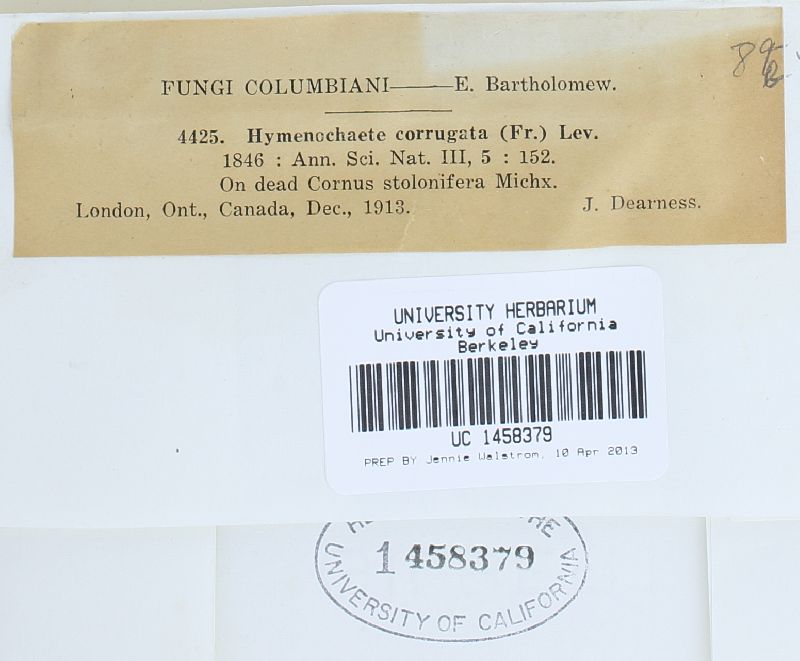 FUNGI COLUMBIANI——E. Bartholomew.
4425. Hymenochaete corrugata (Fr.) Lev.
1846 : Ann. Sci. Nat. III, 5 : 152.
On dead Cornus stolonifera Michx.
London, Ont., Canada, Dec., 1913. J. Dearness.
UNIVERSITY HERBARIUM
University of California
Berkeley
UC 1458379
PREP BY Jennie Walstrom, 10 Apr 2013
1458379
UNIVERSITY OF CALIFORNIA